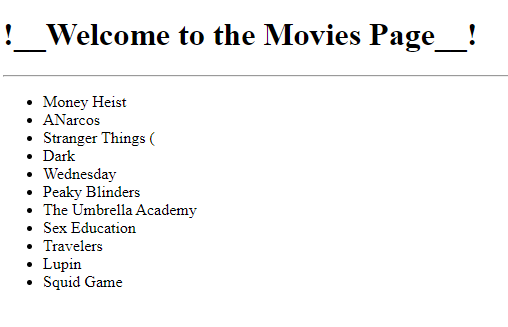 !__Welcome to the Movies Page__!
Money Heist
ANarcos
Stranger Things (
Dark
Wednesday
Peaky Blinders
The Umbrella Academy
Sex Education
Travelers
Lupin
Squid Game